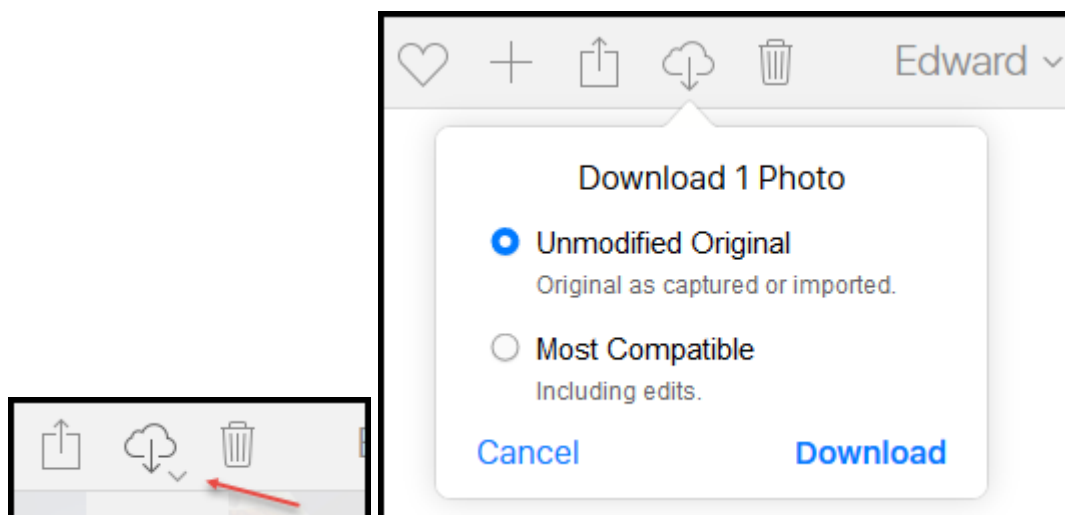 Edward
Download 1 Photo
Unmodified Original
Original as captured or imported.
Most Compatible
Including edits.
Cancel Download